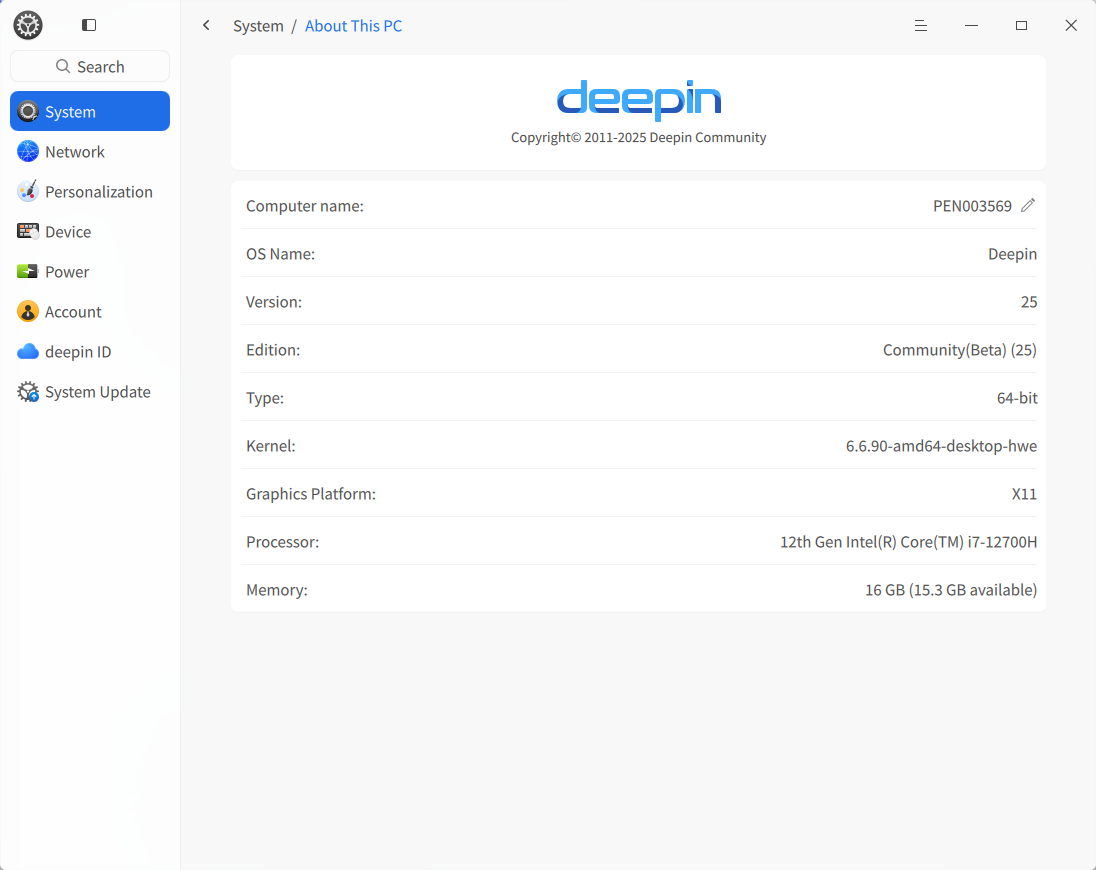 System / About This PC
Search
System
Network
Personalization
Device
Power
Account
deepin ID
System Update
deepin
Copyright© 2011-2025 Deepin Community
Computer name: PEN003569
OS Name: Deepin
Version: 25
Edition: Community(Beta) (25)
Type: 64-bit
Kernel: 6.6.90-amd64-desktop-hwe
Graphics Platform: X11
Processor: 12th Gen Intel(R) Core(TM) i7-12700H
Memory: 16 GB (15.3 GB available)